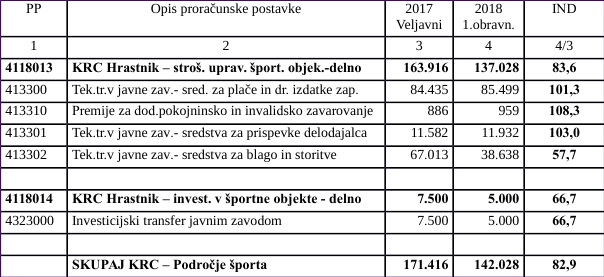 PP Opis proračunske postavke 2017 2018 IND
Veljavni 1.obravn.
1 2 3 4 4/3
4118013 KRC Hrastnik – stroš. uprav. šport. objek.-delno 163.916 137.028 83,6
413300 Tek.tr.v javne zav.- sred. za plače in dr. izdatke zap. 84.435 85.499 101,3
413310 Premije za dod.pokojninsko in invalidsko zavarovanje 886 959 108,3
413301 Tek.tr.v javne zav.- sredstva za prispevke delodajalca 11.582 11.932 103,0
413302 Tek.tr.v javne zav.- sredstva za blago in storitve 67.013 38.638 57,7
4118014 KRC Hrastnik – invest. v športne objekte - delno 7.500 5.000 66,7
4323000 Investicijski transfer javnim zavodom 7.500 5.000 66,7
SKUPAJ KRC – Področje športa 171.416 142.028 82,9